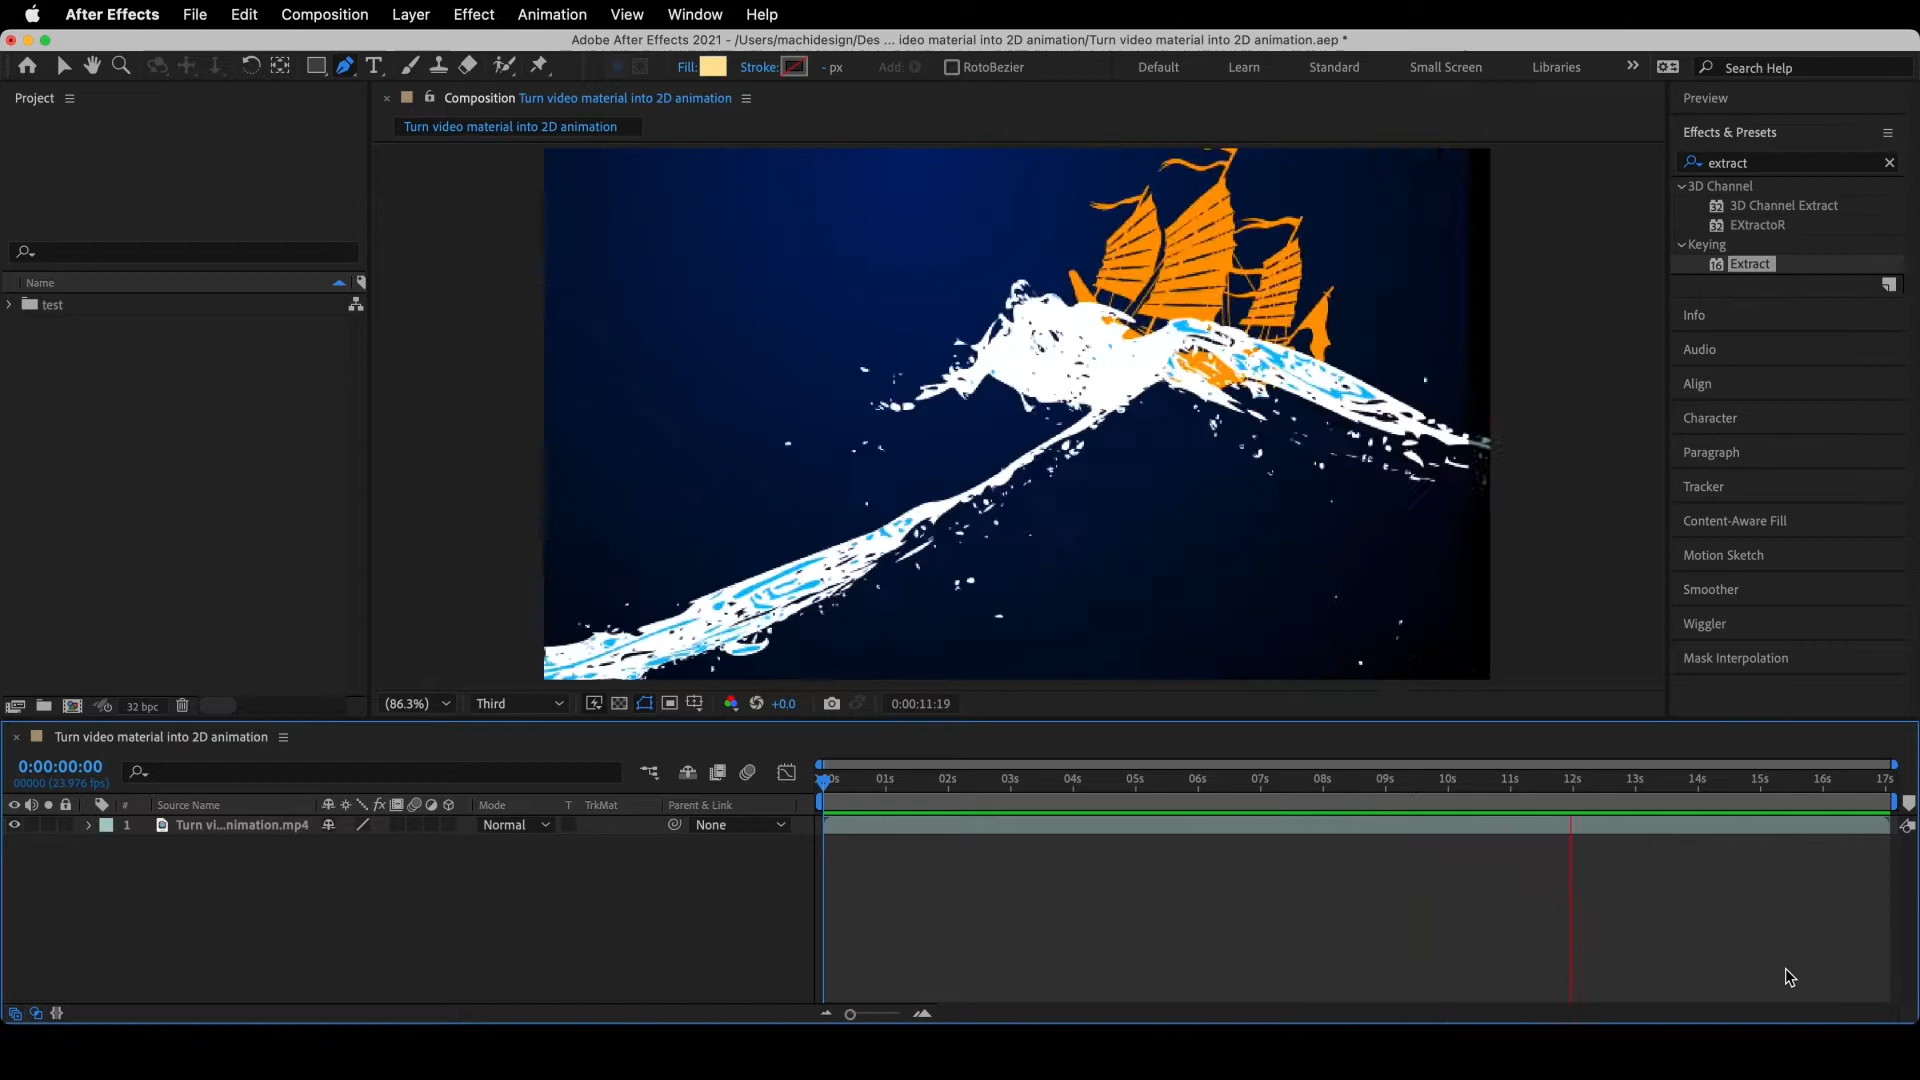 After Effects File Edit Composition Layer Effect Animation View Window Help
Adobe After Effects 2021 - /Users/machidesign/Des ... ideo material into 2D animation/Turn video material into 2D animation.aep *
Fill: Stroke: - px Add: RotoBezier Default Learn Standard Small Screen Libraries Search Help
Project
Composition Turn video material into 2D animation
Turn video material into 2D animation
Preview
Effects & Presets
extract
3D Channel
32 3D Channel Extract
32 EXtractoR
Keying
16 Extract
Name
test
Info
Audio
Align
Character
Paragraph
Tracker
Content-Aware Fill
Motion Sketch
Smoother
Wiggler
Mask Interpolation
32 bpc
(86.3%) Third +0.0 0:00:11:19
Turn video material into 2D animation
0:00:00:00
00000 (23.976 fps)
00s 01s 02s 03s 04s 05s 06s 07s 08s 09s 10s 11s 12s 13s 14s 15s 16s 17s
# Source Name fx Mode T TrkMat Parent & Link
1 Turn vi...nimation.mp4 Normal None